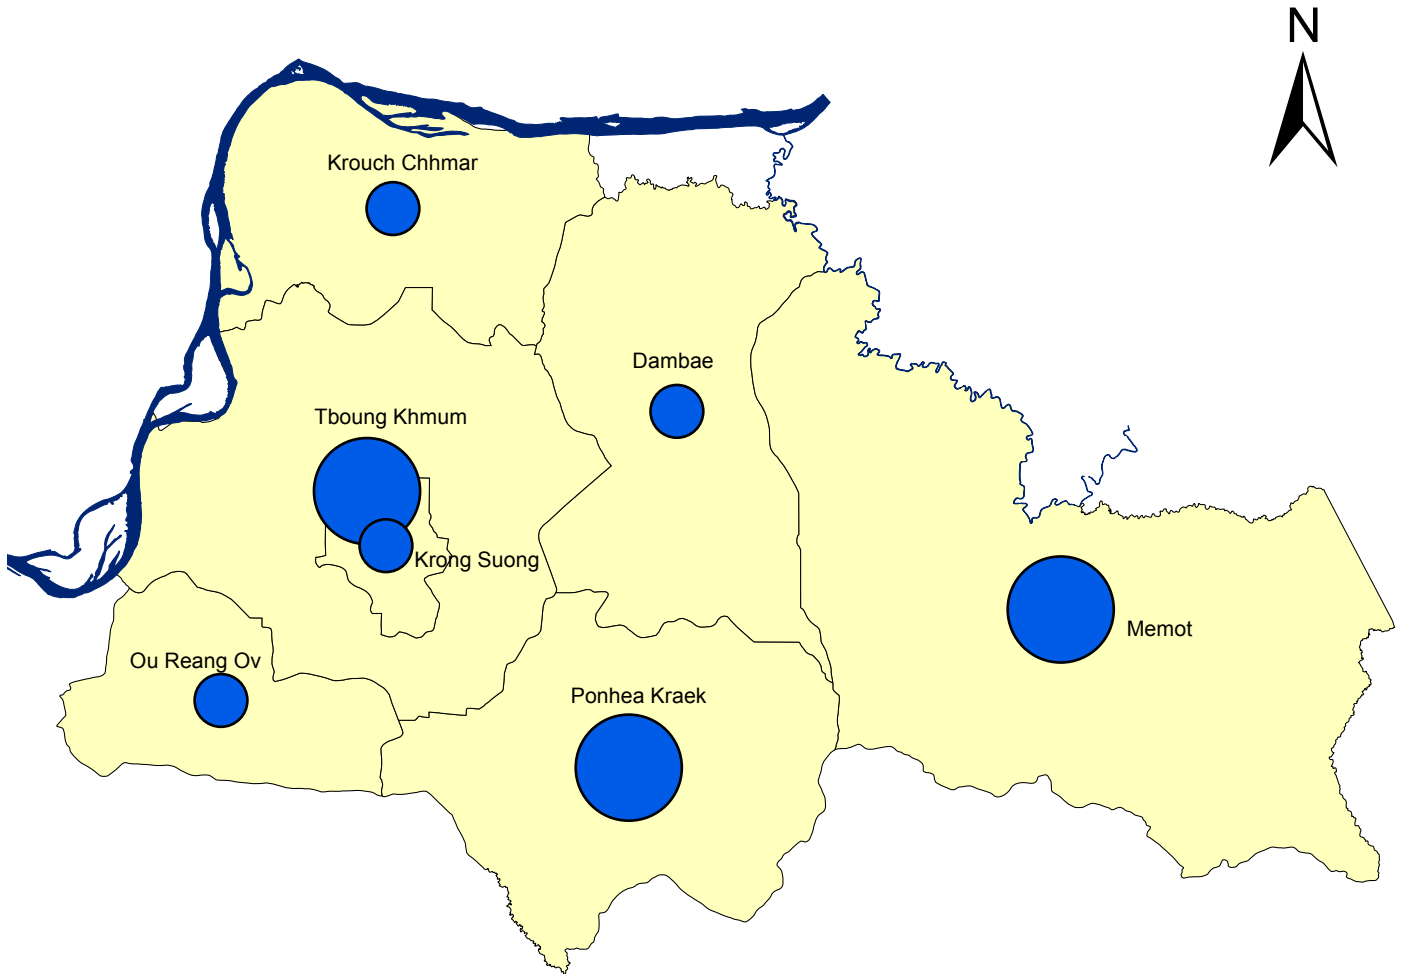 N
Krouch Chhmar
Dambae
Tboung Khmum
Krong Suong
Memot
Ou Reang Ov
Ponhea Kraek